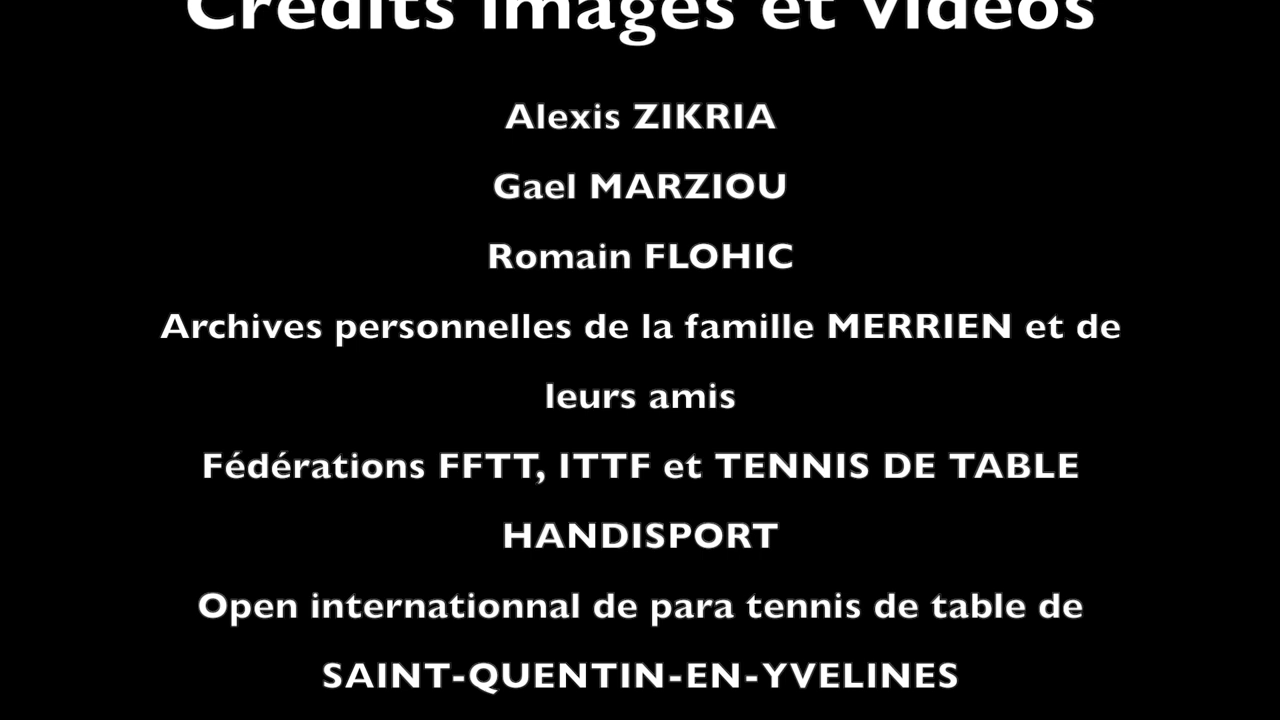 Crédits images et vidéos
Alexis ZIKRIA
Gael MARZIOU
Romain FLOHIC
Archives personnelles de la famille MERRIEN et de
leurs amis
Fédérations FFTT, ITTF et TENNIS DE TABLE
HANDISPORT
Open internationnal de para tennis de table de
SAINT-QUENTIN-EN-YVELINES